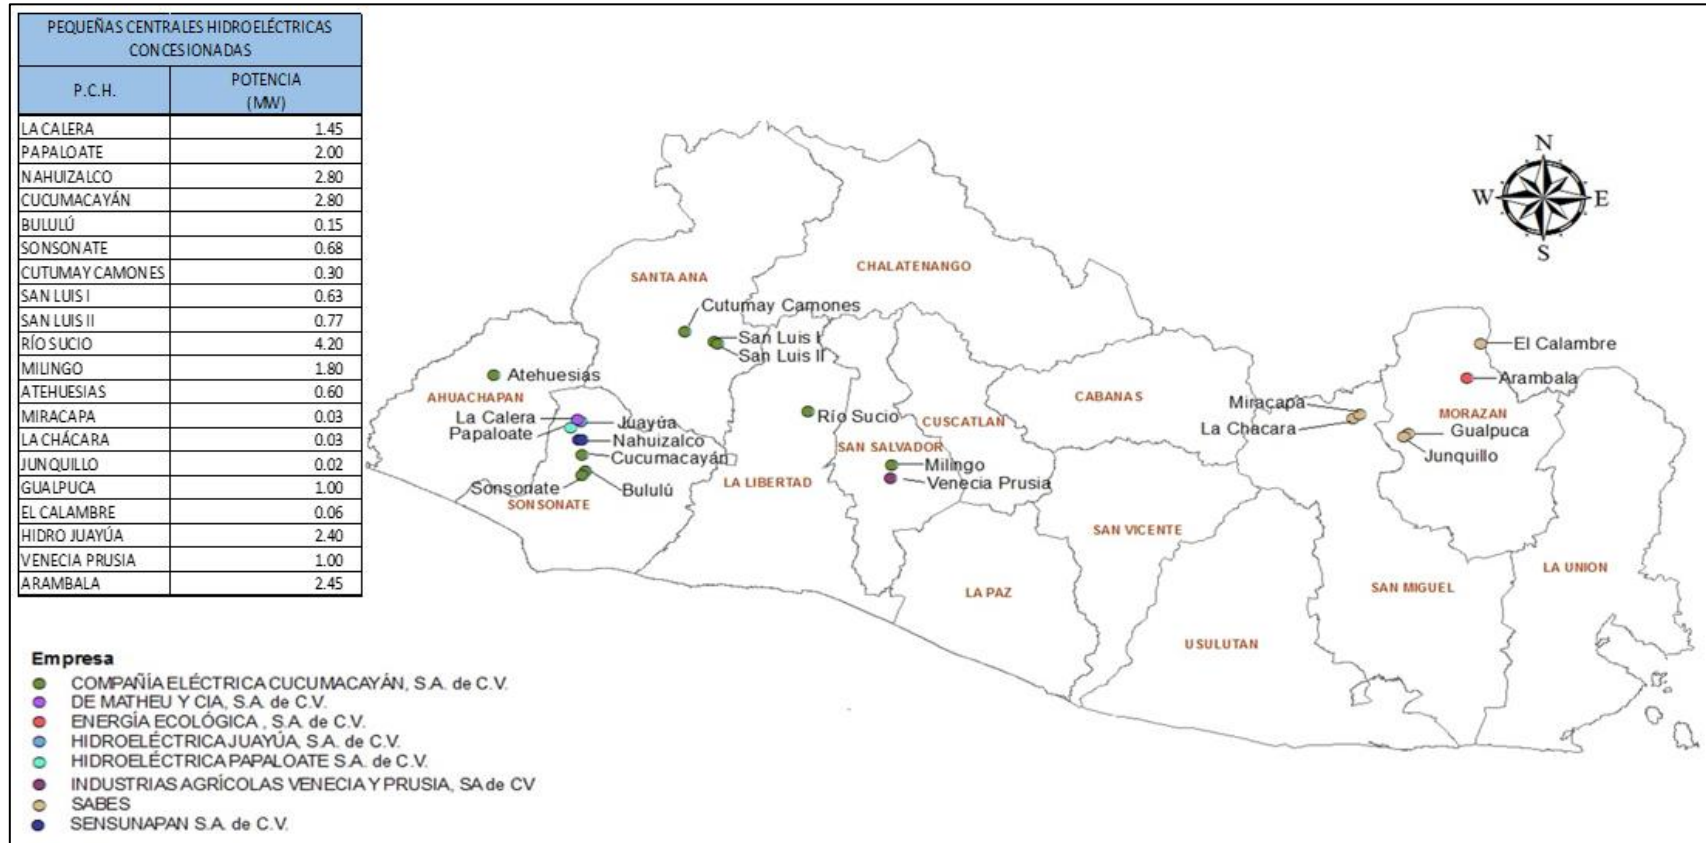 PEQUEÑAS CENTRALES HIDROELÉCTRICAS
CONCESIONADAS
P.C.H. POTENCIA
(MW)
LA CALERA 1.45
PAPALOATE 2.00
NAHUIZALCO 2.80
CUCUMACAYÁN 2.80
BULULÚ 0.15
SONSONATE 0.68
CUTUMAY CAMONES 0.30
SAN LUIS I 0.63
SAN LUIS II 0.77
RÍO SUCIO 4.20
MILINGO 1.80
ATEHUESIAS 0.60
MIRACAPA 0.03
LA CHÁCARA 0.03
JUNQUILLO 0.02
GUALPUCA 1.00
EL CALAMBRE 0.06
HIDRO JUAYÚA 2.40
VENECIA PRUSIA 1.00
ARAMBALA 2.45
N
W E
S
CHALATENANGO
SANTA ANA
Cutumay Camones
San Luis I
San Luis II
El Calambre
Atehuesias
Arambala
AHUACHAPAN
CABANAS
Miracapa
MORAZAN
La Calera
Juayúa
Río Sucio
CUSCATLAN
La Chacara
Gualpuca
Papaloate
Nahuizalco
SAN SALVADOR
Junquillo
Cucumacayán
Milingo
LA LIBERTAD
Venecia Prusia
Sonsonate
Bululú
SONSONATE
SAN VICENTE
LA UNION
SAN MIGUEL
LA PAZ
USULUTAN
Empresa
COMPAÑÍA ELÉCTRICA CUCUMACAYÁN, S.A. de C.V.
DE MATHEU Y CIA, S.A. de C.V.
ENERGÍA ECOLÓGICA , S.A. de C.V.
HIDROELÉCTRICA JUAYÚA, S.A. de C.V.
HIDROELÉCTRICA PAPALOATE S.A. de C.V.
INDUSTRIAS AGRÍCOLAS VENECIA Y PRUSIA, SA de CV
SABES
SENSUNAPAN S.A. de C.V.